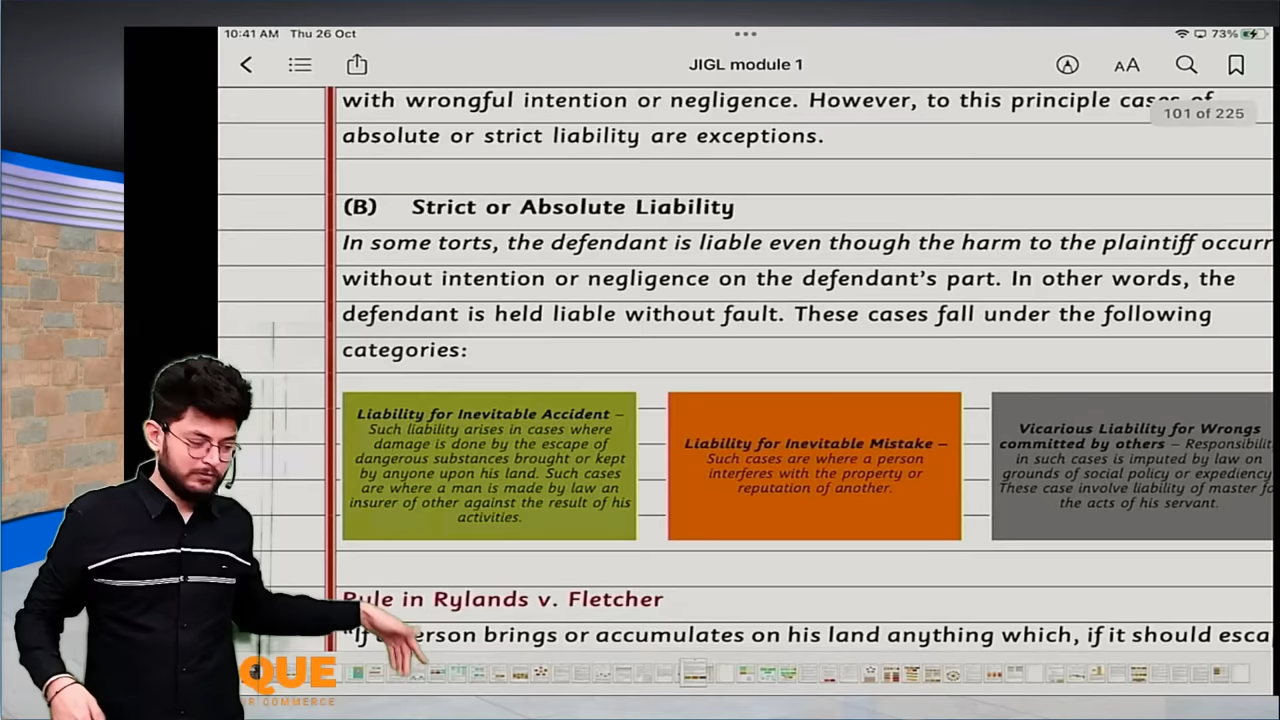 10:41 AM Thu 26 Oct
73%
JIGL module 1
AA
with wrongful intention or negligence. However, to this principle cases of
101 of 225
absolute or strict liability are exceptions.
(B) Strict or Absolute Liability
In some torts, the defendant is liable even though the harm to the plaintiff occurr
without intention or negligence on the defendant's part. In other words, the
defendant is held liable without fault. These cases fall under the following
categories:
Liability for Inevitable Accident –
Such liability arises in cases where
damage is done by the escape of
dangerous substances brought or kept
by anyone upon his land. Such cases
are where a man is made by law an
insurer of other against the result of his
activities.
Liability for Inevitable Mistake –
Such cases are where a person
interferes with the property or
reputation of another.
Vicarious Liability for Wrongs
committed by others – Responsibilit
in such cases is imputed by law on
grounds of social policy or expediency
These case involve liability of master fo
the acts of his servant.
Rule in Rylands v. Fletcher
"If person brings or accumulates on his land anything which, if it should esca
QUE
R COMMERCE